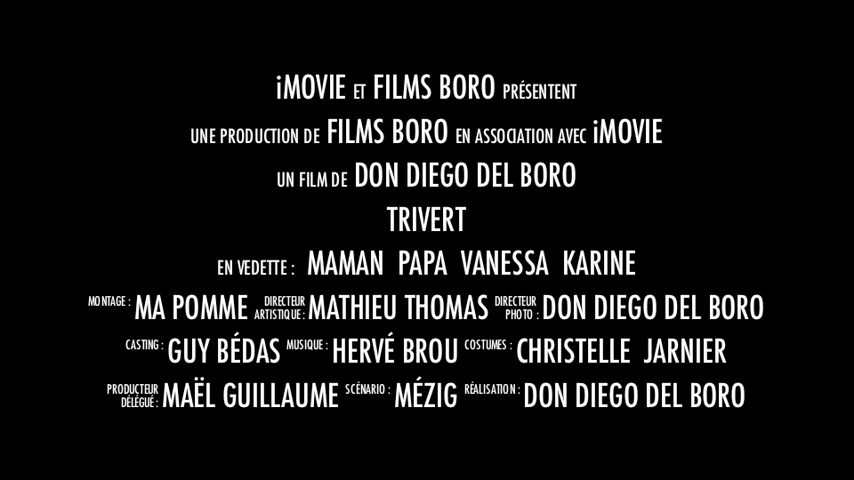 iMOVIE ET FILMS BORO PRÉSENTENT
UNE PRODUCTION DE FILMS BORO EN ASSOCIATION AVEC iMOVIE
UN FILM DE DON DIEGO DEL BORO
TRIVERT
EN VEDETTE : MAMAN PAPA VANESSA KARINE
MONTAGE : MA POMME DIRECTEUR ARTISTIQUE : MATHIEU THOMAS DIRECTEUR PHOTO : DON DIEGO DEL BORO
CASTING : GUY BÉDAS MUSIQUE : HERVÉ BROU COSTUMES : CHRISTELLE JARNIER
PRODUCTEUR DÉLÉGUÉ : MAËL GUILLAUME SCÉNARIO : MÉZIG RÉALISATION : DON DIEGO DEL BORO